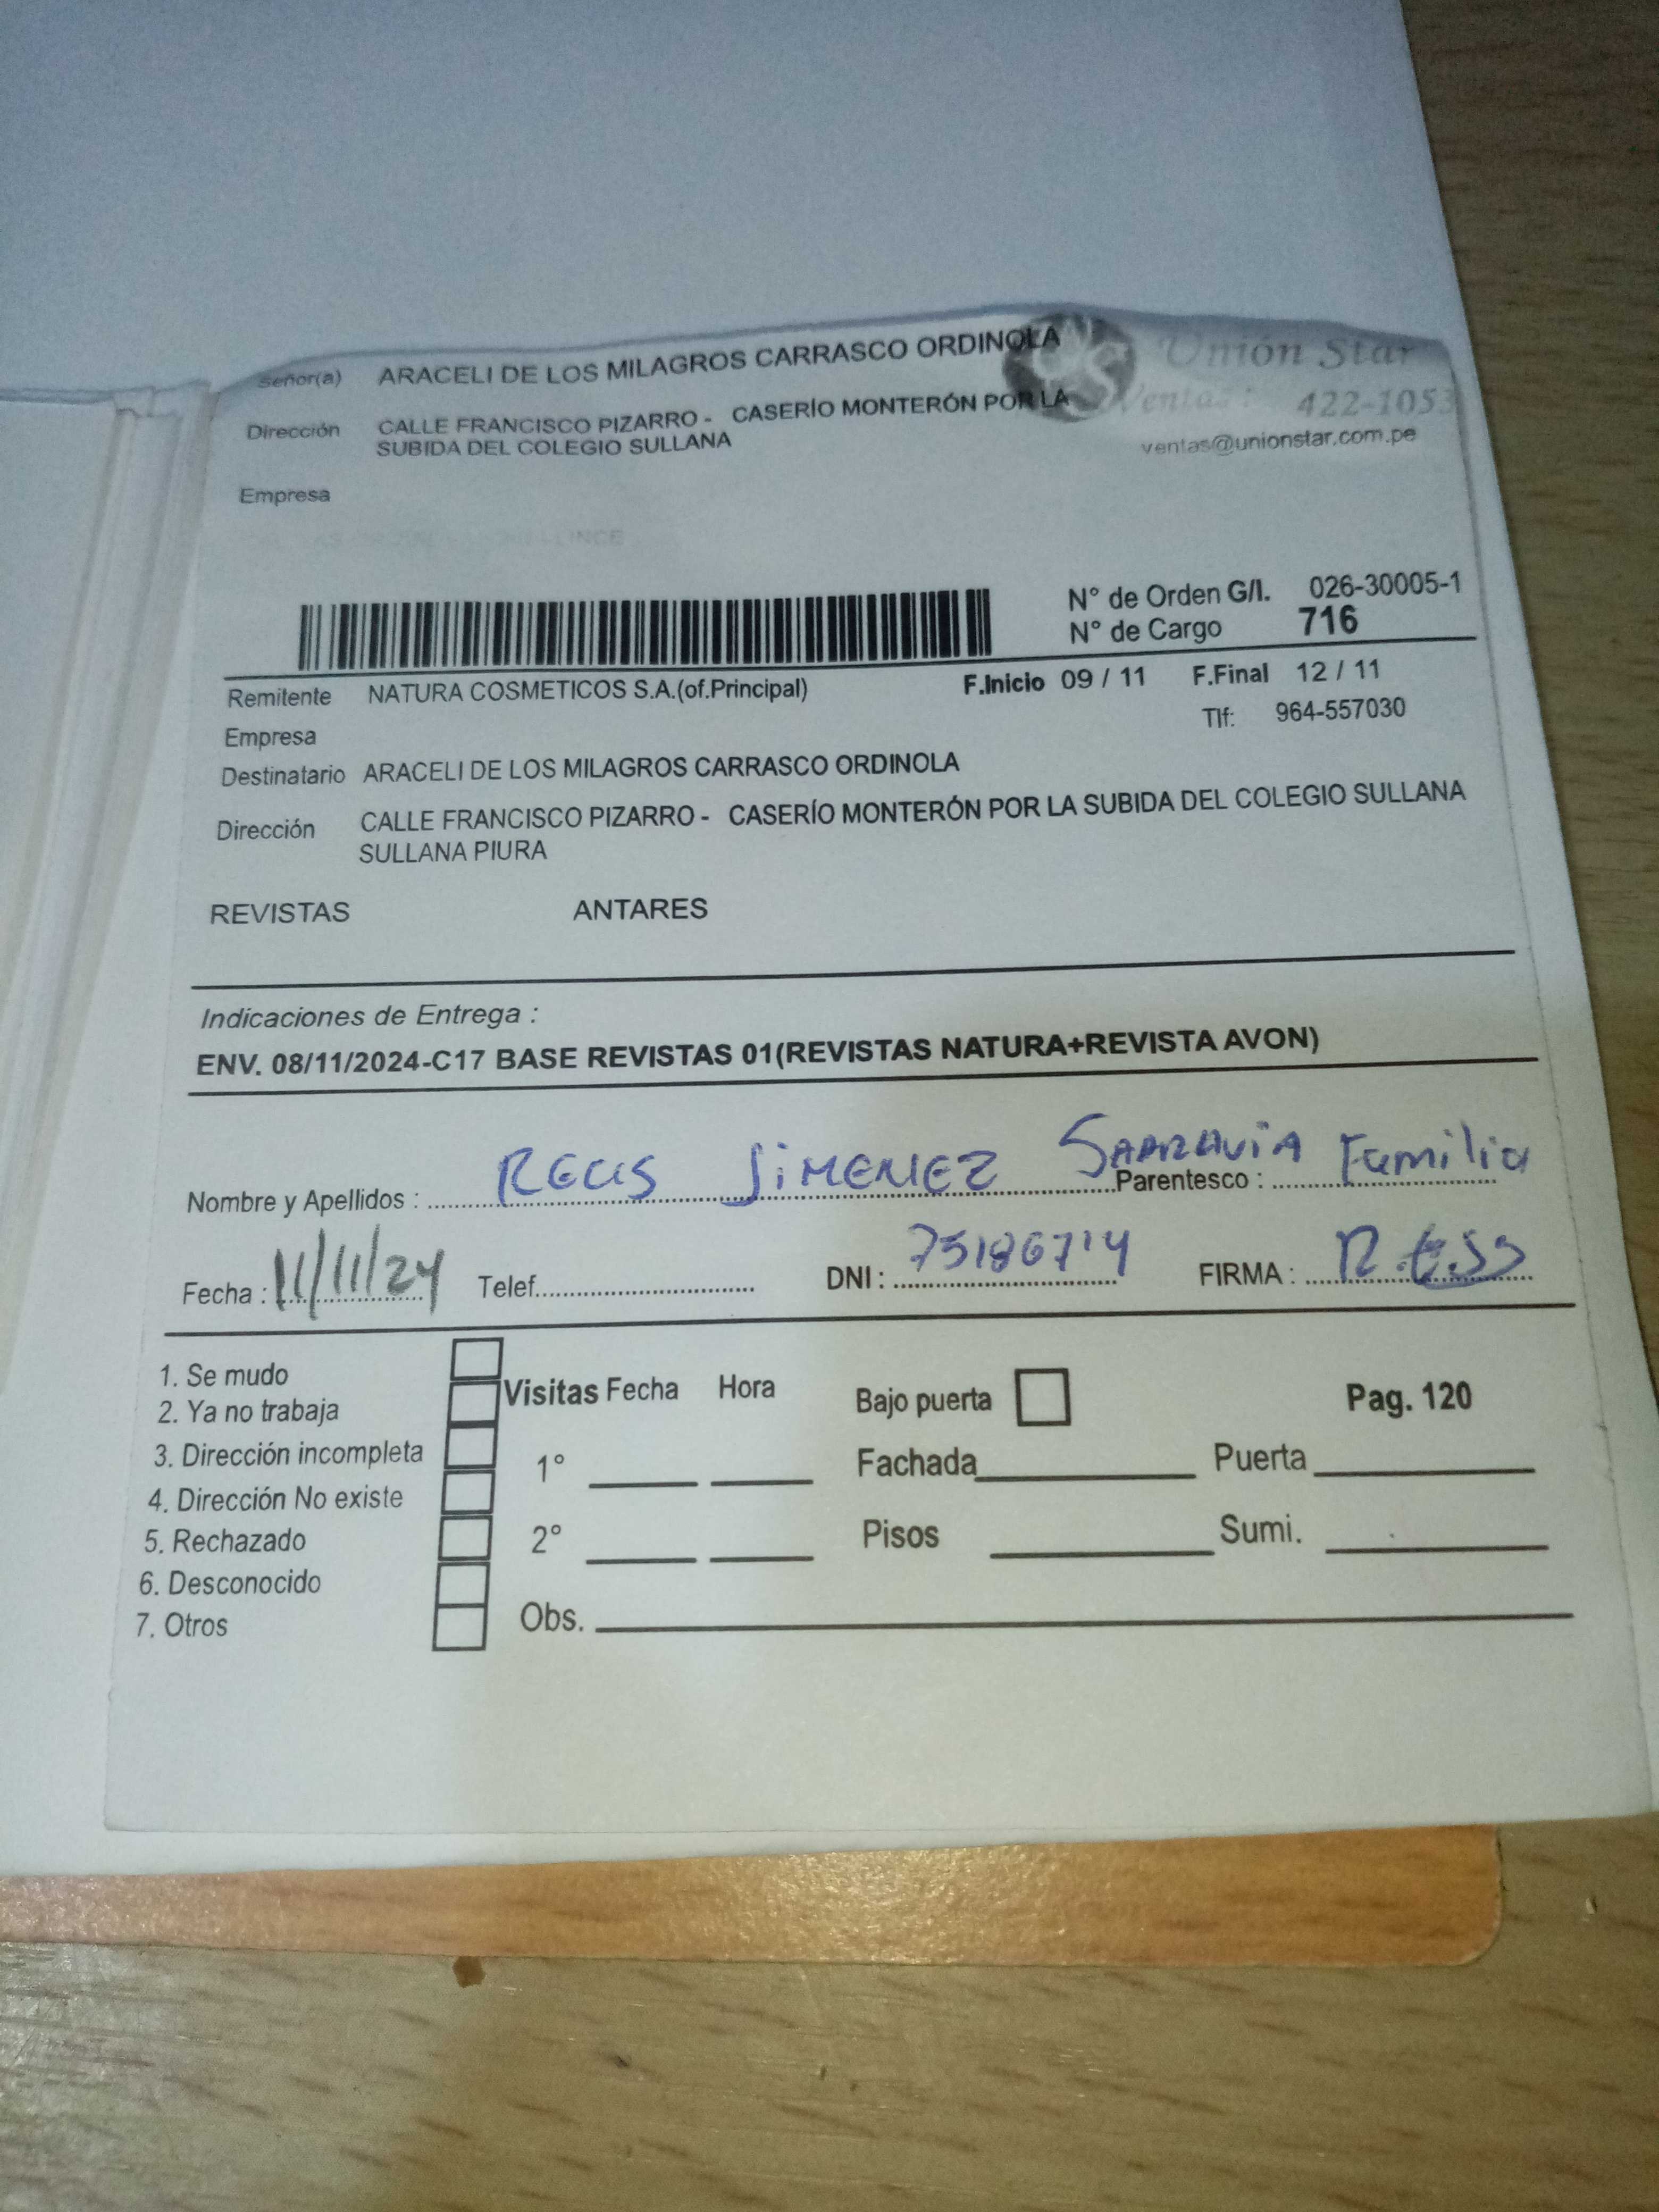 Señor(a) ARACELI DE LOS MILAGROS CARRASCO ORDINOLA
Unión Star
Ventas: 422-1053
ventas@unionstar.com.pe
Dirección CALLE FRANCISCO PIZARRO - CASERÍO MONTERÓN POR LA
SUBIDA DEL COLEGIO SULLANA
Empresa
N° de Orden G/I. 026-30005-1
N° de Cargo 716
Remitente NATURA COSMETICOS S.A.(of.Principal) F.Inicio 09 / 11 F.Final 12 / 11
Empresa Tlf: 964-557030
Destinatario ARACELI DE LOS MILAGROS CARRASCO ORDINOLA
Dirección CALLE FRANCISCO PIZARRO - CASERÍO MONTERÓN POR LA SUBIDA DEL COLEGIO SULLANA
SULLANA PIURA
REVISTAS ANTARES
Indicaciones de Entrega :
ENV. 08/11/2024-C17 BASE REVISTAS 01(REVISTAS NATURA+REVISTA AVON)
Nombre y Apellidos : JiMENEZ Parentesco : Familia
Fecha : 11/11/24 Telef. DNI : 75186714 FIRMA :
1. Se mudo
2. Ya no trabaja
3. Dirección incompleta
4. Dirección No existe
5. Rechazado
6. Desconocido
7. Otros
Visitas Fecha Hora
1°
2°
Obs.
Bajo puerta Pag. 120
Fachada Puerta
Pisos Sumi.